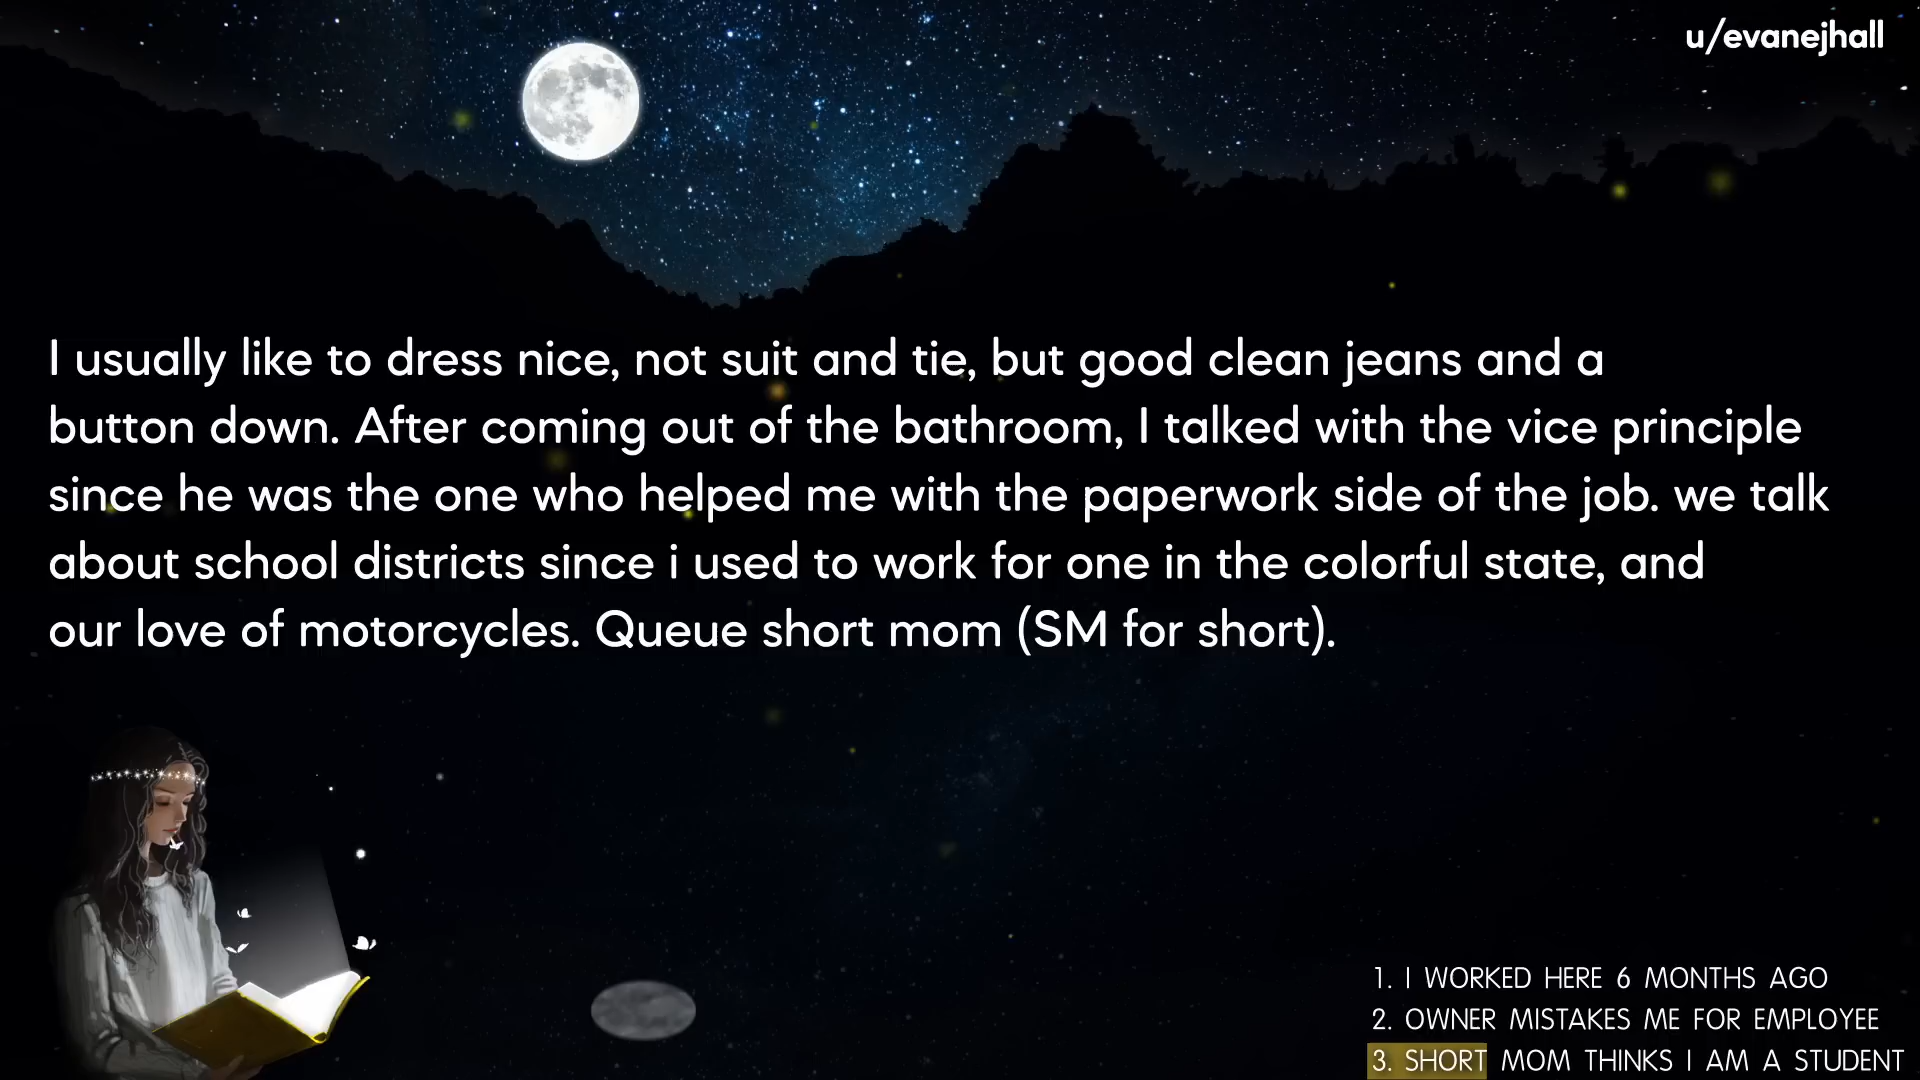 u/evanejhall
I usually like to dress nice, not suit and tie, but good clean jeans and a
button down. After coming out of the bathroom, I talked with the vice principle
since he was the one who helped me with the paperwork side of the job. we talk
about school districts since i used to work for one in the colorful state, and
our love of motorcycles. Queue short mom (SM for short).
1. I WORKED HERE 6 MONTHS AGO
2. OWNER MISTAKES ME FOR EMPLOYEE
3. SHORT MOM THINKS I AM A STUDENT